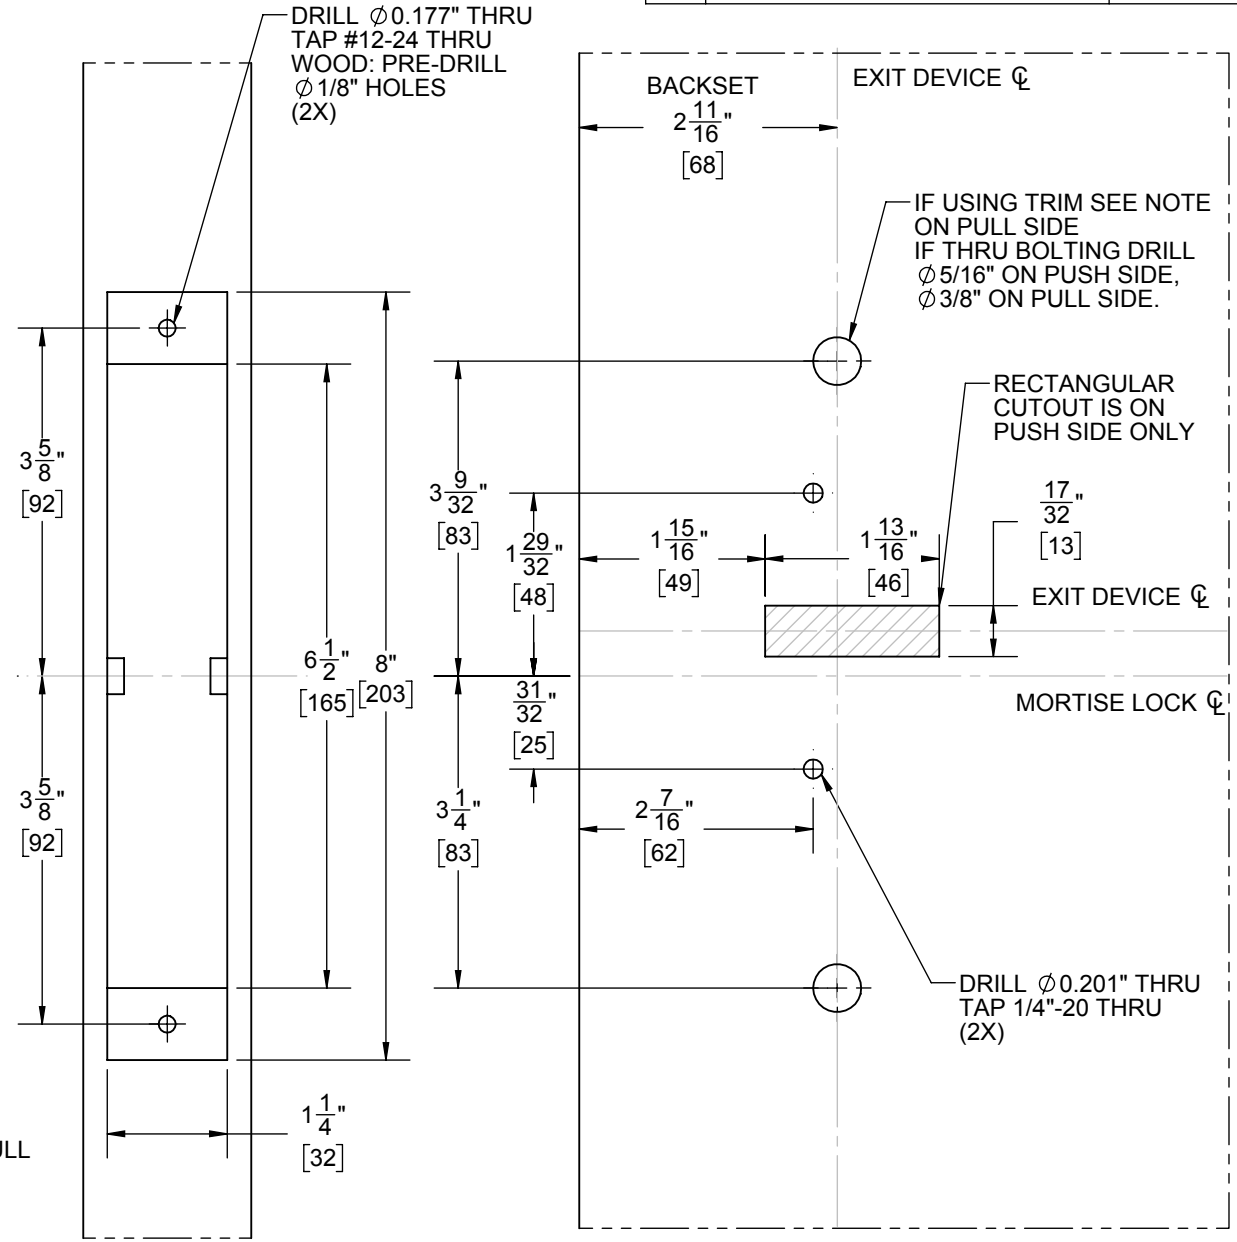 DRILL ∅0.177" THRU
TAP #12-24 THRU
WOOD: PRE-DRILL
∅1/8" HOLES
(2X)
3 5/8"
[92]
3 5/8"
[92]
6 1/2"
[165]
8"
[203]
1 1/4"
[32]
BACKSET
2 11/16"
[68]
EXIT DEVICE ℄
IF USING TRIM SEE NOTE
ON PULL SIDE
IF THRU BOLTING DRILL
∅5/16" ON PUSH SIDE,
∅3/8" ON PULL SIDE.
RECTANGULAR
CUTOUT IS ON
PUSH SIDE ONLY
3 9/32"
[83]
1 29/32"
[48]
1 15/16"
[49]
1 13/16"
[46]
17/32"
[13]
EXIT DEVICE ℄
MORTISE LOCK ℄
31/32"
[25]
3 1/4"
[83]
2 7/16"
[62]
DRILL ∅0.201" THRU
TAP 1/4"-20 THRU
(2X)